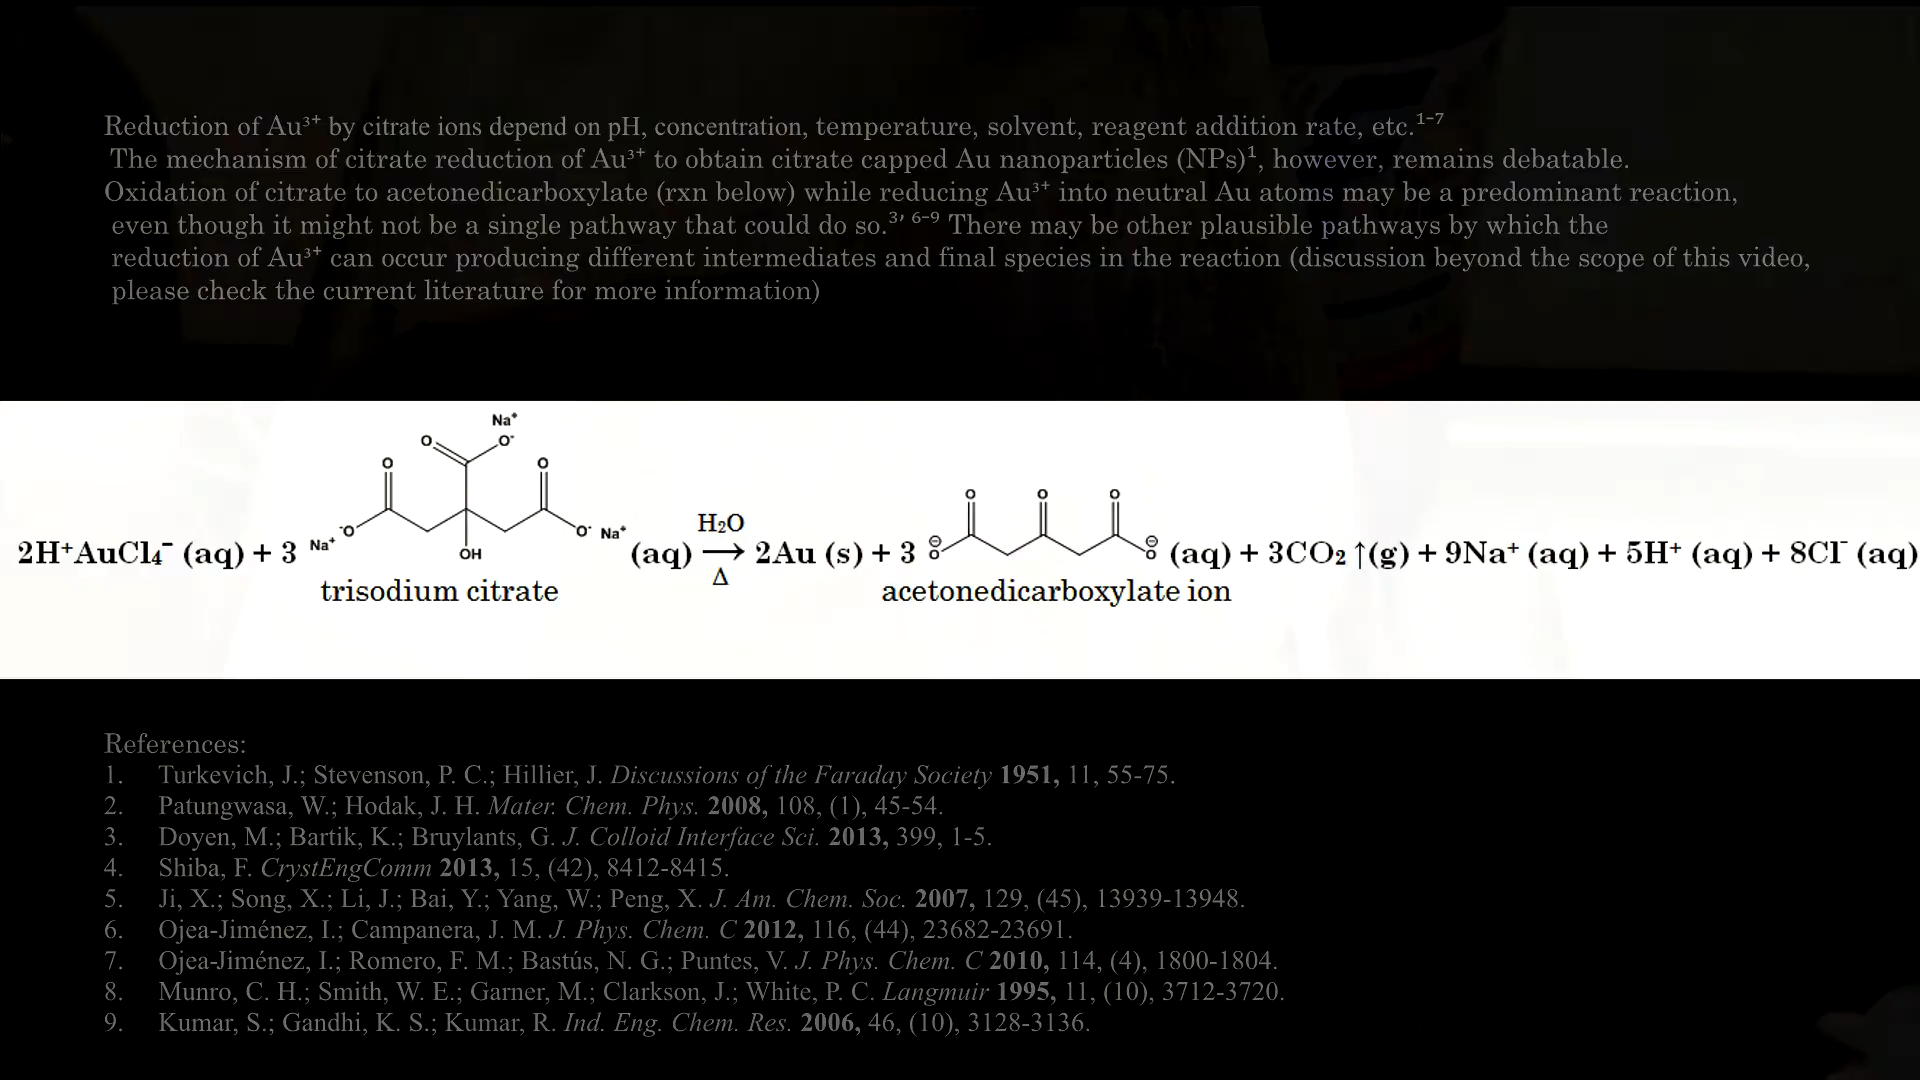 Reduction of Au³⁺ by citrate ions depend on pH, concentration, temperature, solvent, reagent addition rate, etc.¹⁻⁷
The mechanism of citrate reduction of Au³⁺ to obtain citrate capped Au nanoparticles (NPs)¹, however, remains debatable.
Oxidation of citrate to acetonedicarboxylate (rxn below) while reducing Au³⁺ into neutral Au atoms may be a predominant reaction,
even though it might not be a single pathway that could do so.³′ ⁶⁻⁹ There may be other plausible pathways by which the
reduction of Au³⁺ can occur producing different intermediates and final species in the reaction (discussion beyond the scope of this video,
please check the current literature for more information)
Na⁺
O O⁻
O O
O O O
H₂O
⁻O O⁻ Na⁺
Na⁺
2H⁺AuCl₄⁻ (aq) + 3 OH (aq) ⟶ 2Au (s) + 3 ⊖O O⊖ (aq) + 3CO₂ ↑(g) + 9Na⁺ (aq) + 5H⁺ (aq) + 8Cl⁻ (aq)
Δ
trisodium citrate acetonedicarboxylate ion
References:
1. Turkevich, J.; Stevenson, P. C.; Hillier, J. Discussions of the Faraday Society 1951, 11, 55-75.
2. Patungwasa, W.; Hodak, J. H. Mater. Chem. Phys. 2008, 108, (1), 45-54.
3. Doyen, M.; Bartik, K.; Bruylants, G. J. Colloid Interface Sci. 2013, 399, 1-5.
4. Shiba, F. CrystEngComm 2013, 15, (42), 8412-8415.
5. Ji, X.; Song, X.; Li, J.; Bai, Y.; Yang, W.; Peng, X. J. Am. Chem. Soc. 2007, 129, (45), 13939-13948.
6. Ojea-Jiménez, I.; Campanera, J. M. J. Phys. Chem. C 2012, 116, (44), 23682-23691.
7. Ojea-Jiménez, I.; Romero, F. M.; Bastús, N. G.; Puntes, V. J. Phys. Chem. C 2010, 114, (4), 1800-1804.
8. Munro, C. H.; Smith, W. E.; Garner, M.; Clarkson, J.; White, P. C. Langmuir 1995, 11, (10), 3712-3720.
9. Kumar, S.; Gandhi, K. S.; Kumar, R. Ind. Eng. Chem. Res. 2006, 46, (10), 3128-3136.